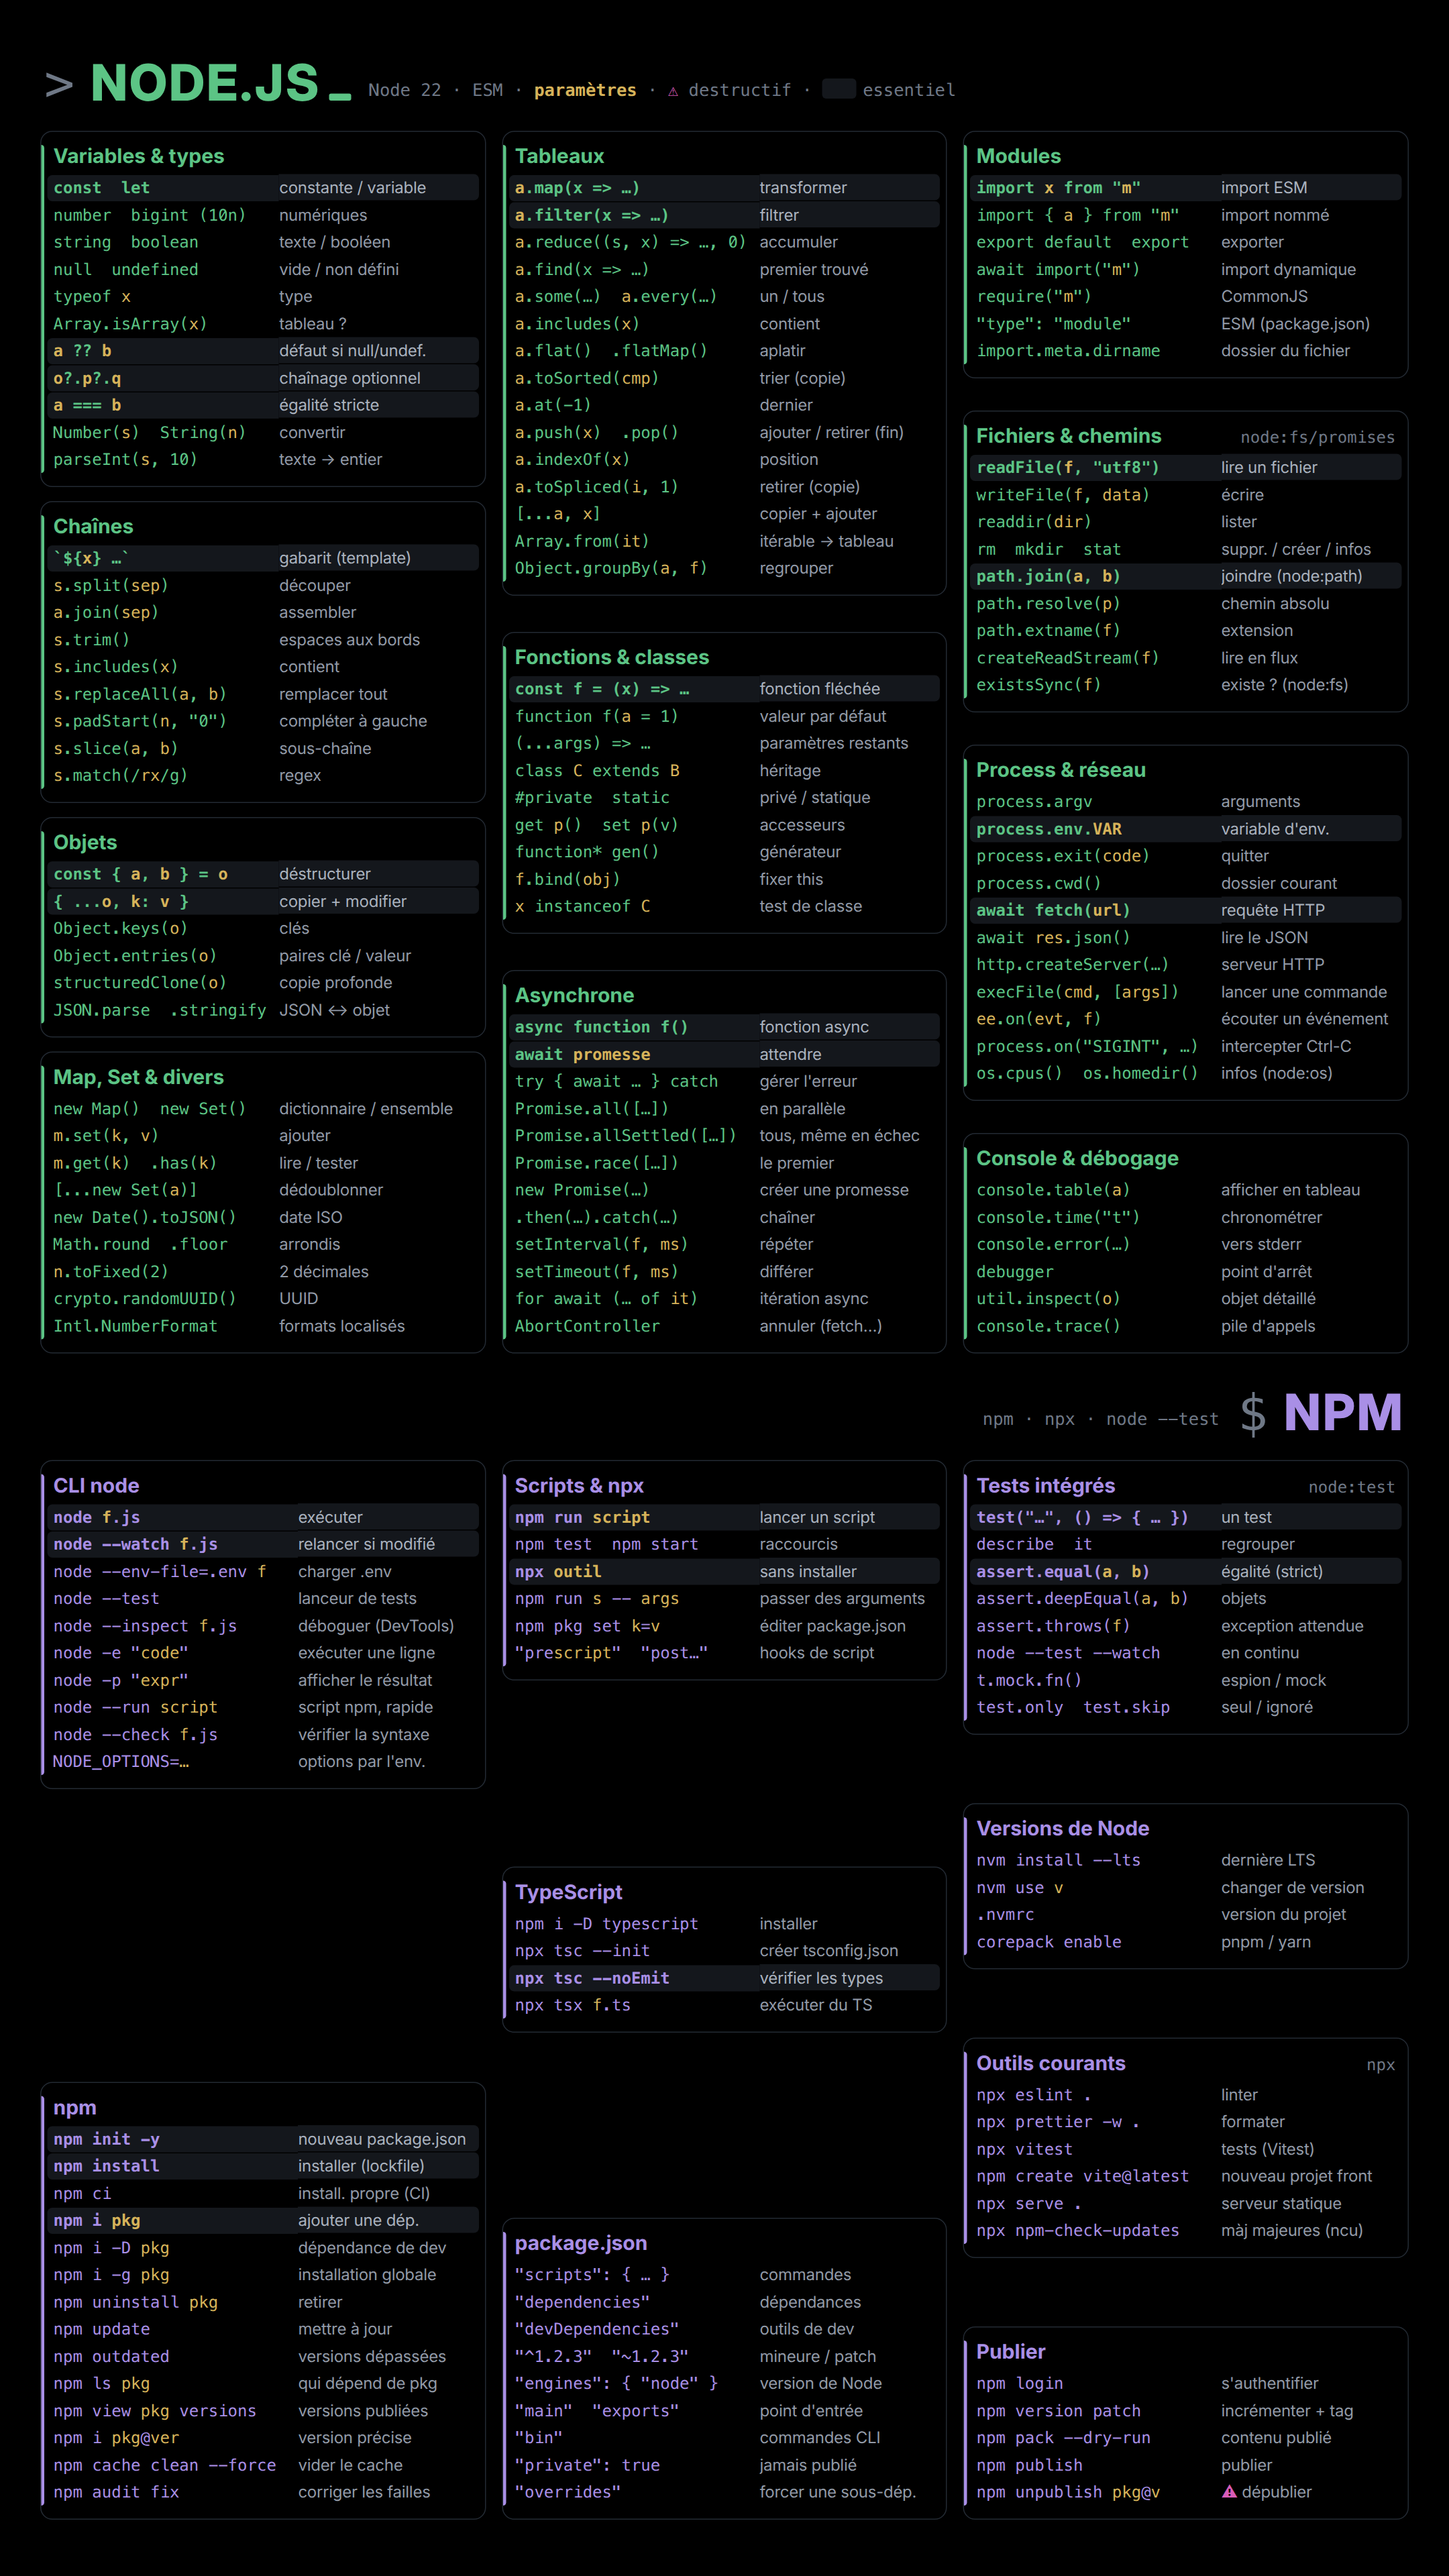 > NODE.JS_ Node 22 · ESM · paramètres · ⚠ destructif · essentiel
Variables & types
const let constante / variable
number bigint (10n) numériques
string boolean texte / booléen
null undefined vide / non défini
typeof x type
Array.isArray(x) tableau ?
a ?? b défaut si null/undef.
o?.p?.q chaînage optionnel
a === b égalité stricte
Number(s) String(n) convertir
parseInt(s, 10) texte → entier
Chaînes
`${x} …` gabarit (template)
s.split(sep) découper
a.join(sep) assembler
s.trim() espaces aux bords
s.includes(x) contient
s.replaceAll(a, b) remplacer tout
s.padStart(n, "0") compléter à gauche
s.slice(a, b) sous-chaîne
s.match(/rx/g) regex
Objets
const { a, b } = o déstructurer
{ ...o, k: v } copier + modifier
Object.keys(o) clés
Object.entries(o) paires clé / valeur
structuredClone(o) copie profonde
JSON.parse .stringify JSON ↔ objet
Map, Set & divers
new Map() new Set() dictionnaire / ensemble
m.set(k, v) ajouter
m.get(k) .has(k) lire / tester
[...new Set(a)] dédoublonner
new Date().toJSON() date ISO
Math.round .floor arrondis
n.toFixed(2) 2 décimales
crypto.randomUUID() UUID
Intl.NumberFormat formats localisés
Tableaux
a.map(x => …) transformer
a.filter(x => …) filtrer
a.reduce((s, x) => …, 0) accumuler
a.find(x => …) premier trouvé
a.some(…) a.every(…) un / tous
a.includes(x) contient
a.flat() .flatMap() aplatir
a.toSorted(cmp) trier (copie)
a.at(-1) dernier
a.push(x) .pop() ajouter / retirer (fin)
a.indexOf(x) position
a.toSpliced(i, 1) retirer (copie)
[...a, x] copier + ajouter
Array.from(it) itérable → tableau
Object.groupBy(a, f) regrouper
Fonctions & classes
const f = (x) => … fonction fléchée
function f(a = 1) valeur par défaut
(...args) => … paramètres restants
class C extends B héritage
#private static privé / statique
get p() set p(v) accesseurs
function* gen() générateur
f.bind(obj) fixer this
x instanceof C test de classe
Asynchrone
async function f() fonction async
await promesse attendre
try { await … } catch gérer l'erreur
Promise.all([…]) en parallèle
Promise.allSettled([…]) tous, même en échec
Promise.race([…]) le premier
new Promise(…) créer une promesse
.then(…).catch(…) chaîner
setInterval(f, ms) répéter
setTimeout(f, ms) différer
for await (… of it) itération async
AbortController annuler (fetch…)
Modules
import x from "m" import ESM
import { a } from "m" import nommé
export default export exporter
await import("m") import dynamique
require("m") CommonJS
"type": "module" ESM (package.json)
import.meta.dirname dossier du fichier
Fichiers & chemins node:fs/promises
readFile(f, "utf8") lire un fichier
writeFile(f, data) écrire
readdir(dir) lister
rm mkdir stat suppr. / créer / infos
path.join(a, b) joindre (node:path)
path.resolve(p) chemin absolu
path.extname(f) extension
createReadStream(f) lire en flux
existsSync(f) existe ? (node:fs)
Process & réseau
process.argv arguments
process.env.VAR variable d'env.
process.exit(code) quitter
process.cwd() dossier courant
await fetch(url) requête HTTP
await res.json() lire le JSON
http.createServer(…) serveur HTTP
execFile(cmd, [args]) lancer une commande
ee.on(evt, f) écouter un événement
process.on("SIGINT", …) intercepter Ctrl-C
os.cpus() os.homedir() infos (node:os)
Console & débogage
console.table(a) afficher en tableau
console.time("t") chronométrer
console.error(…) vers stderr
debugger point d'arrêt
util.inspect(o) objet détaillé
console.trace() pile d'appels
npm · npx · node --test $ NPM
CLI node
node f.js exécuter
node --watch f.js relancer si modifié
node --env-file=.env f charger .env
node --test lanceur de tests
node --inspect f.js déboguer (DevTools)
node -e "code" exécuter une ligne
node -p "expr" afficher le résultat
node --run script script npm, rapide
node --check f.js vérifier la syntaxe
NODE_OPTIONS=… options par l'env.
npm
npm init -y nouveau package.json
npm install installer (lockfile)
npm ci install. propre (CI)
npm i pkg ajouter une dép.
npm i -D pkg dépendance de dev
npm i -g pkg installation globale
npm uninstall pkg retirer
npm update mettre à jour
npm outdated versions dépassées
npm ls pkg qui dépend de pkg
npm view pkg versions versions publiées
npm i pkg@ver version précise
npm cache clean --force vider le cache
npm audit fix corriger les failles
Scripts & npx
npm run script lancer un script
npm test npm start raccourcis
npx outil sans installer
npm run s -- args passer des arguments
npm pkg set k=v éditer package.json
"prescript" "post…" hooks de script
TypeScript
npm i -D typescript installer
npx tsc --init créer tsconfig.json
npx tsc --noEmit vérifier les types
npx tsx f.ts exécuter du TS
package.json
"scripts": { … } commandes
"dependencies" dépendances
"devDependencies" outils de dev
"^1.2.3" "~1.2.3" mineure / patch
"engines": { "node" } version de Node
"main" "exports" point d'entrée
"bin" commandes CLI
"private": true jamais publié
"overrides" forcer une sous-dép.
Tests intégrés node:test
test("…", () => { … }) un test
describe it regrouper
assert.equal(a, b) égalité (strict)
assert.deepEqual(a, b) objets
assert.throws(f) exception attendue
node --test --watch en continu
t.mock.fn() espion / mock
test.only test.skip seul / ignoré
Versions de Node
nvm install --lts dernière LTS
nvm use v changer de version
.nvmrc version du projet
corepack enable pnpm / yarn
Outils courants npx
npx eslint . linter
npx prettier -w . formater
npx vitest tests (Vitest)
npm create vite@latest nouveau projet front
npx serve . serveur statique
npx npm-check-updates màj majeures (ncu)
Publier
npm login s'authentifier
npm version patch incrémenter + tag
npm pack --dry-run contenu publié
npm publish publier
npm unpublish pkg@v ⚠ dépublier